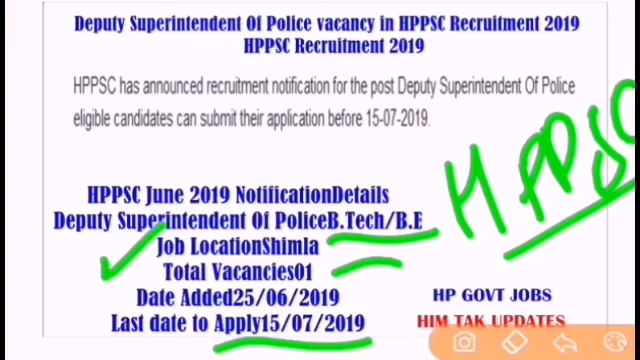 Deputy Superintendent Of Police vacancy in HPPSC Recruitment 2019
HPPSC Recruitment 2019
HPPSC has announced recruitment notification for the post Deputy Superintendent Of Police
eligible candidates can submit their application before 15-07-2019.
HPPSC
HPPSC June 2019 NotificationDetails
Deputy Superintendent Of PoliceB.Tech/B.E
Job LocationShimla
Total Vacancies01
Date Added25/06/2019
Last date to Apply15/07/2019
HP GOVT JOBS
HIM TAK UPDATES